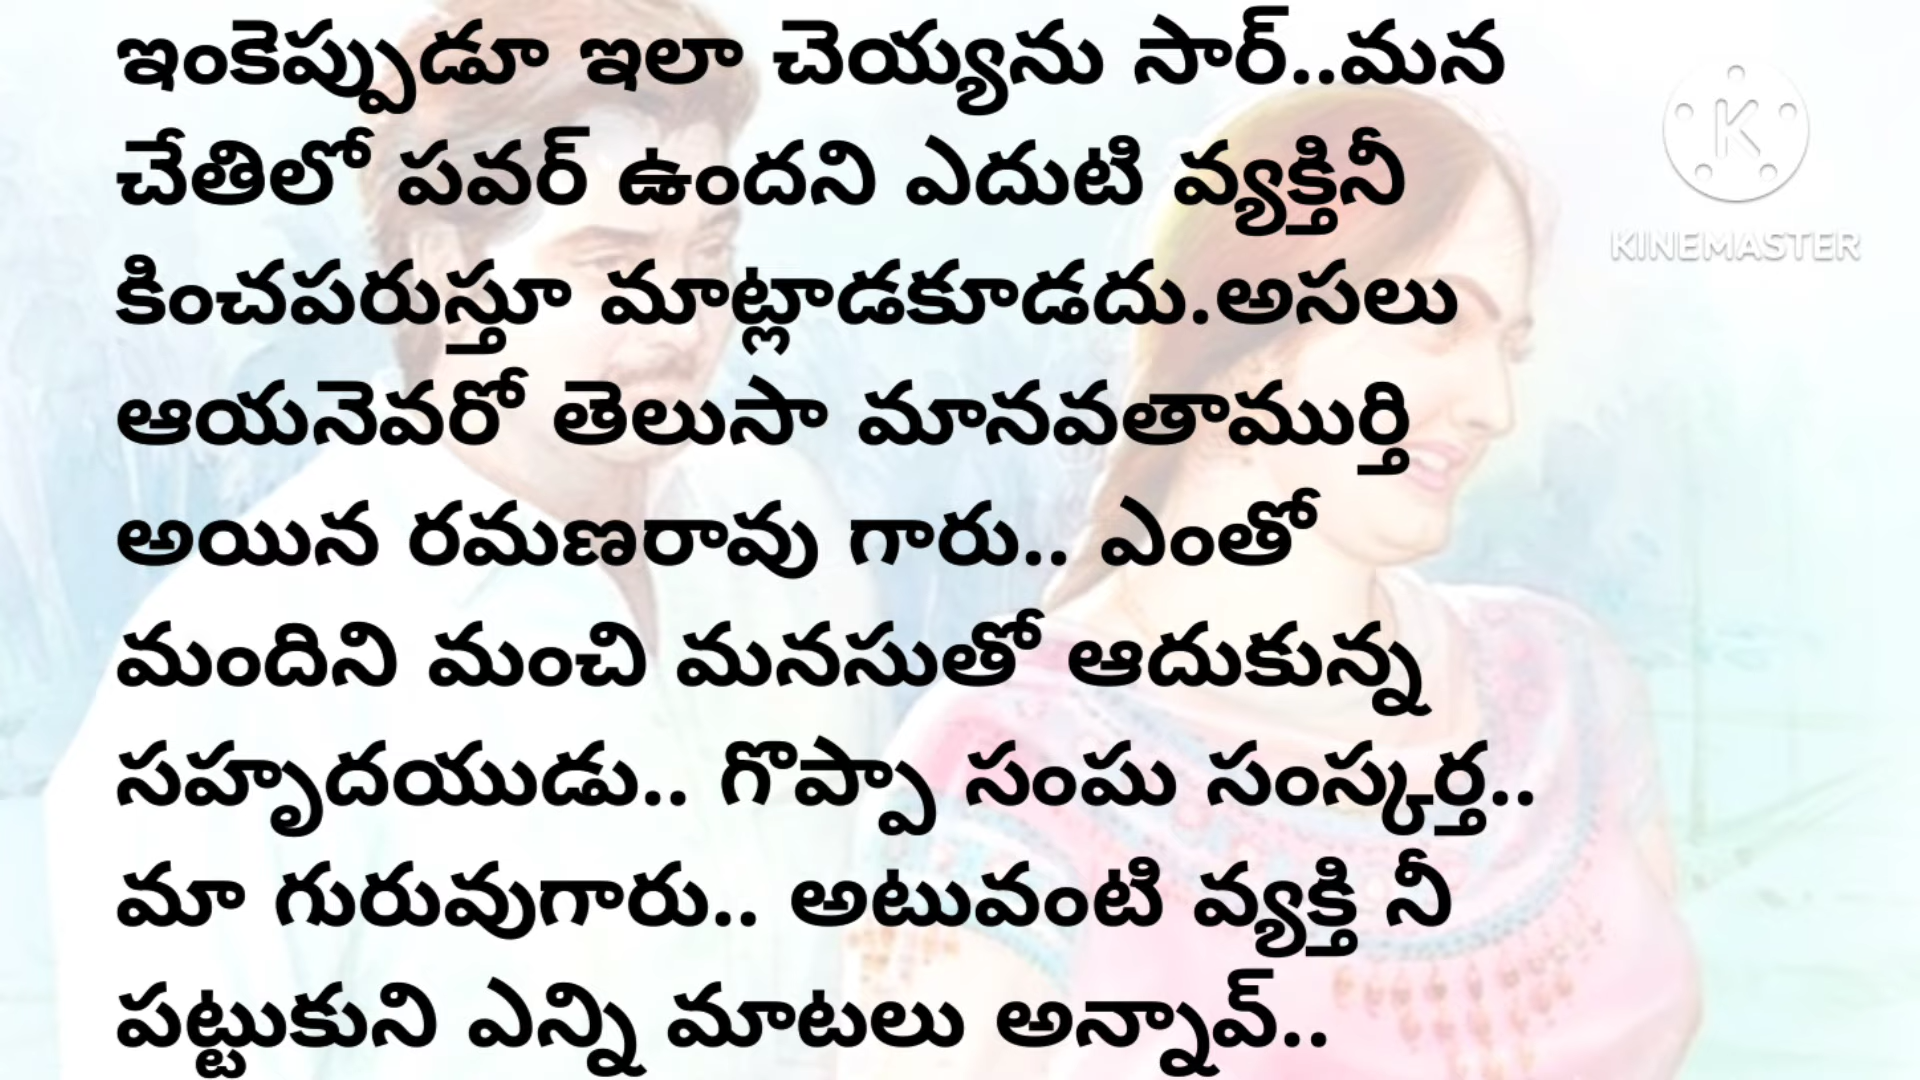 ఇంకెప్పుడూ ఇలా చెయ్యను సార్..మన
చేతిలో పవర్ ఉందని ఎదుటి వ్యక్తినీ
కించపరుస్తూ మాట్లాడకూడదు.అసలు
ఆయనెవరో తెలుసా మానవతాముర్తి
అయిన రమణరావు గారు.. ఎంతో
మందిని మంచి మనసుతో ఆదుకున్న
సహృదయుడు.. గొప్పా సంఘ సంస్కర్త..
మా గురువుగారు.. అటువంటి వ్యక్తి నీ
పట్టుకుని ఎన్ని మాటలు అన్నావ్..
K
KINEMASTER